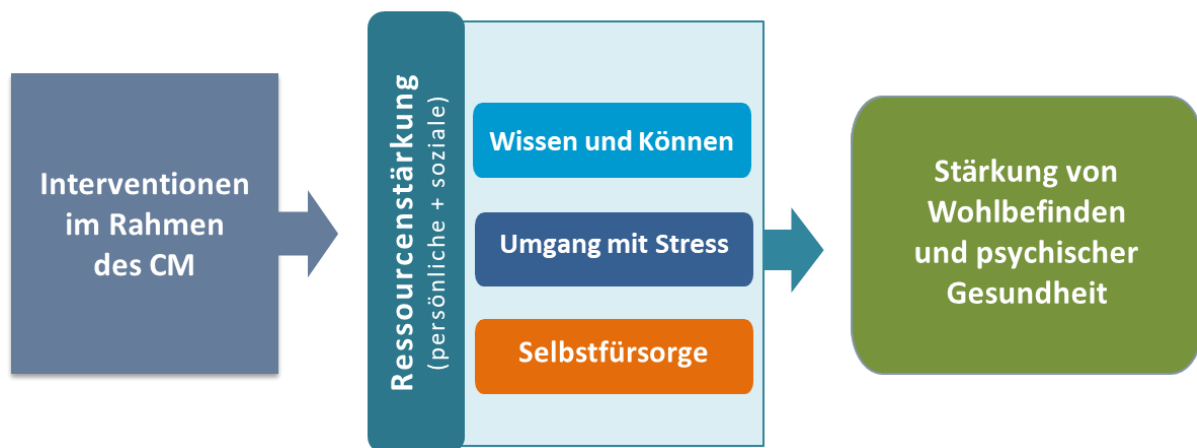 Interventionen
im Rahmen
des CM
Ressourcenstärkung
(persönliche + soziale)
Wissen und Können
Umgang mit Stress
Selbstfürsorge
Stärkung von
Wohlbefinden
und psychischer
Gesundheit